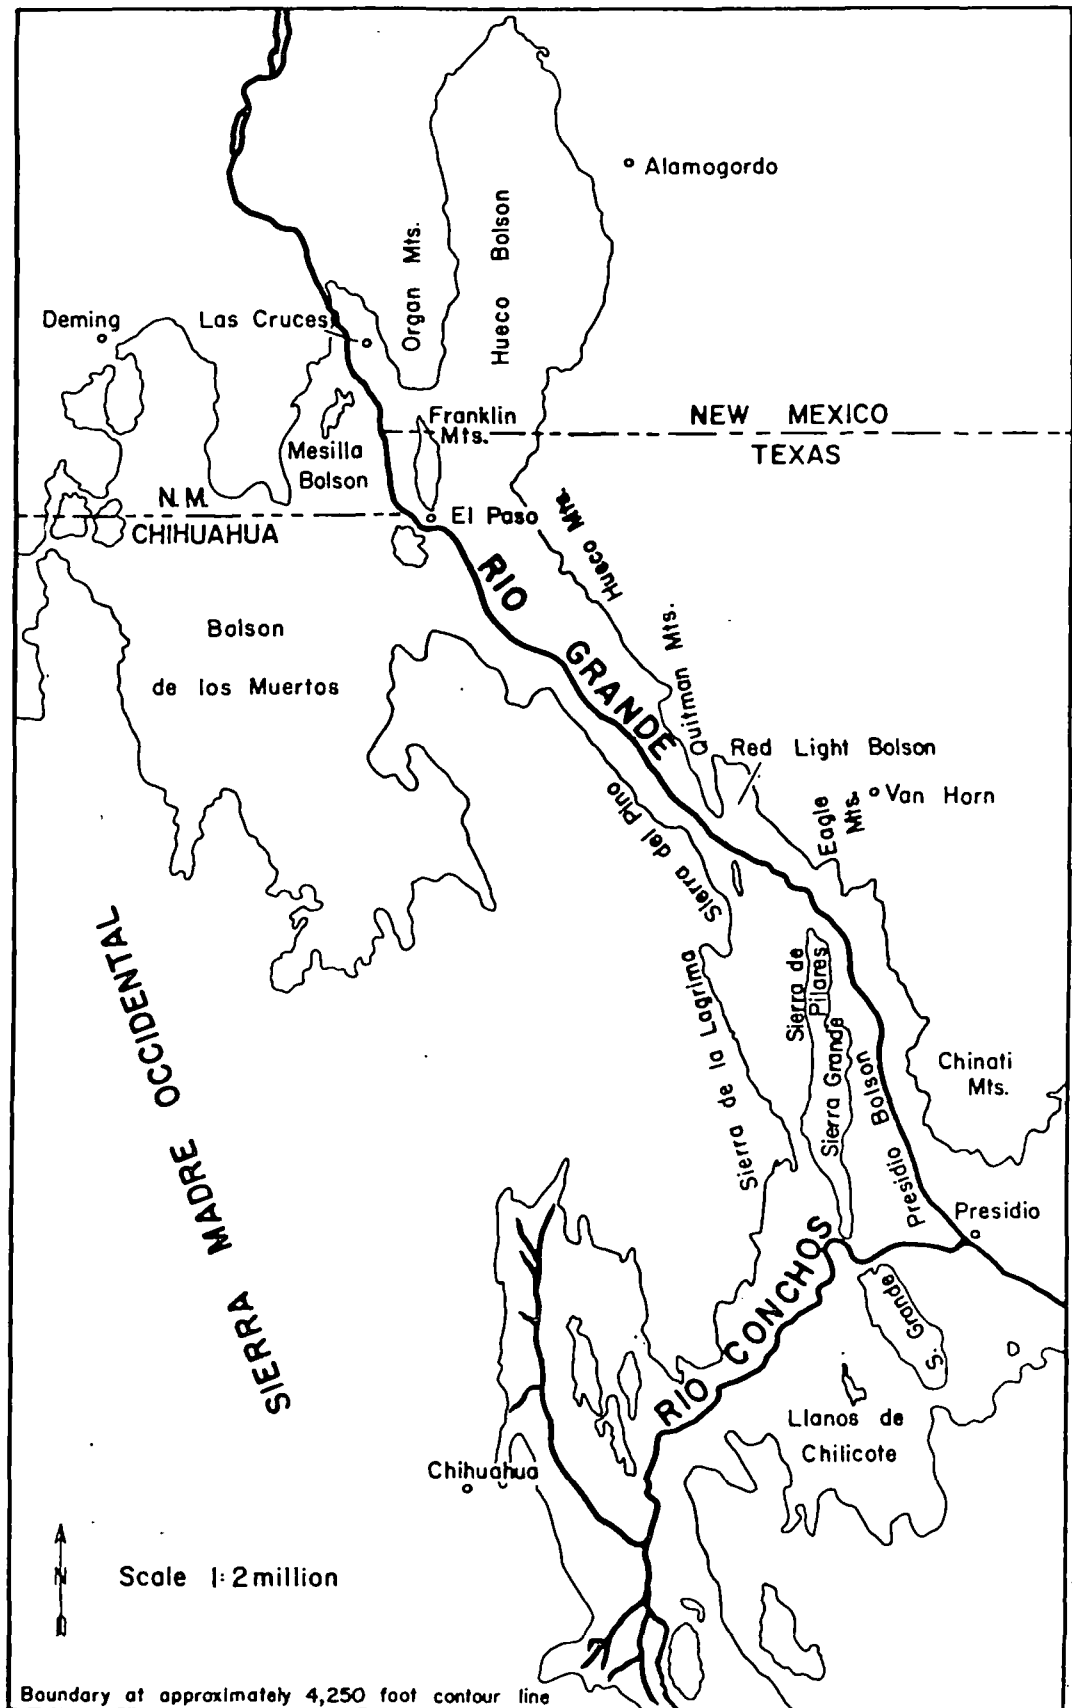 Alamogordo
Organ Mts.
Hueco Bolson
Deming
Las Cruces
Franklin
Mts.
NEW MEXICO
TEXAS
Mesilla
Bolson
N.M.
CHIHUAHUA
El Paso
Hueco Mts.
RIO GRANDE
Bolson
de los Muertos
Quitman Mts.
Red Light Bolson
Van Horn
Eagle
Mts.
Sierra del Pino
SIERRA MADRE OCCIDENTAL
Sierra de la Lagrima
Sierra de
Pilares
Sierra Grande
Presidio Bolson
Chinati
Mts.
Presidio
RIO CONCHOS
S. Grande
Llanos de
Chilicote
Chihuahua
N
Scale 1:2million
Boundary at approximately 4,250 foot contour line